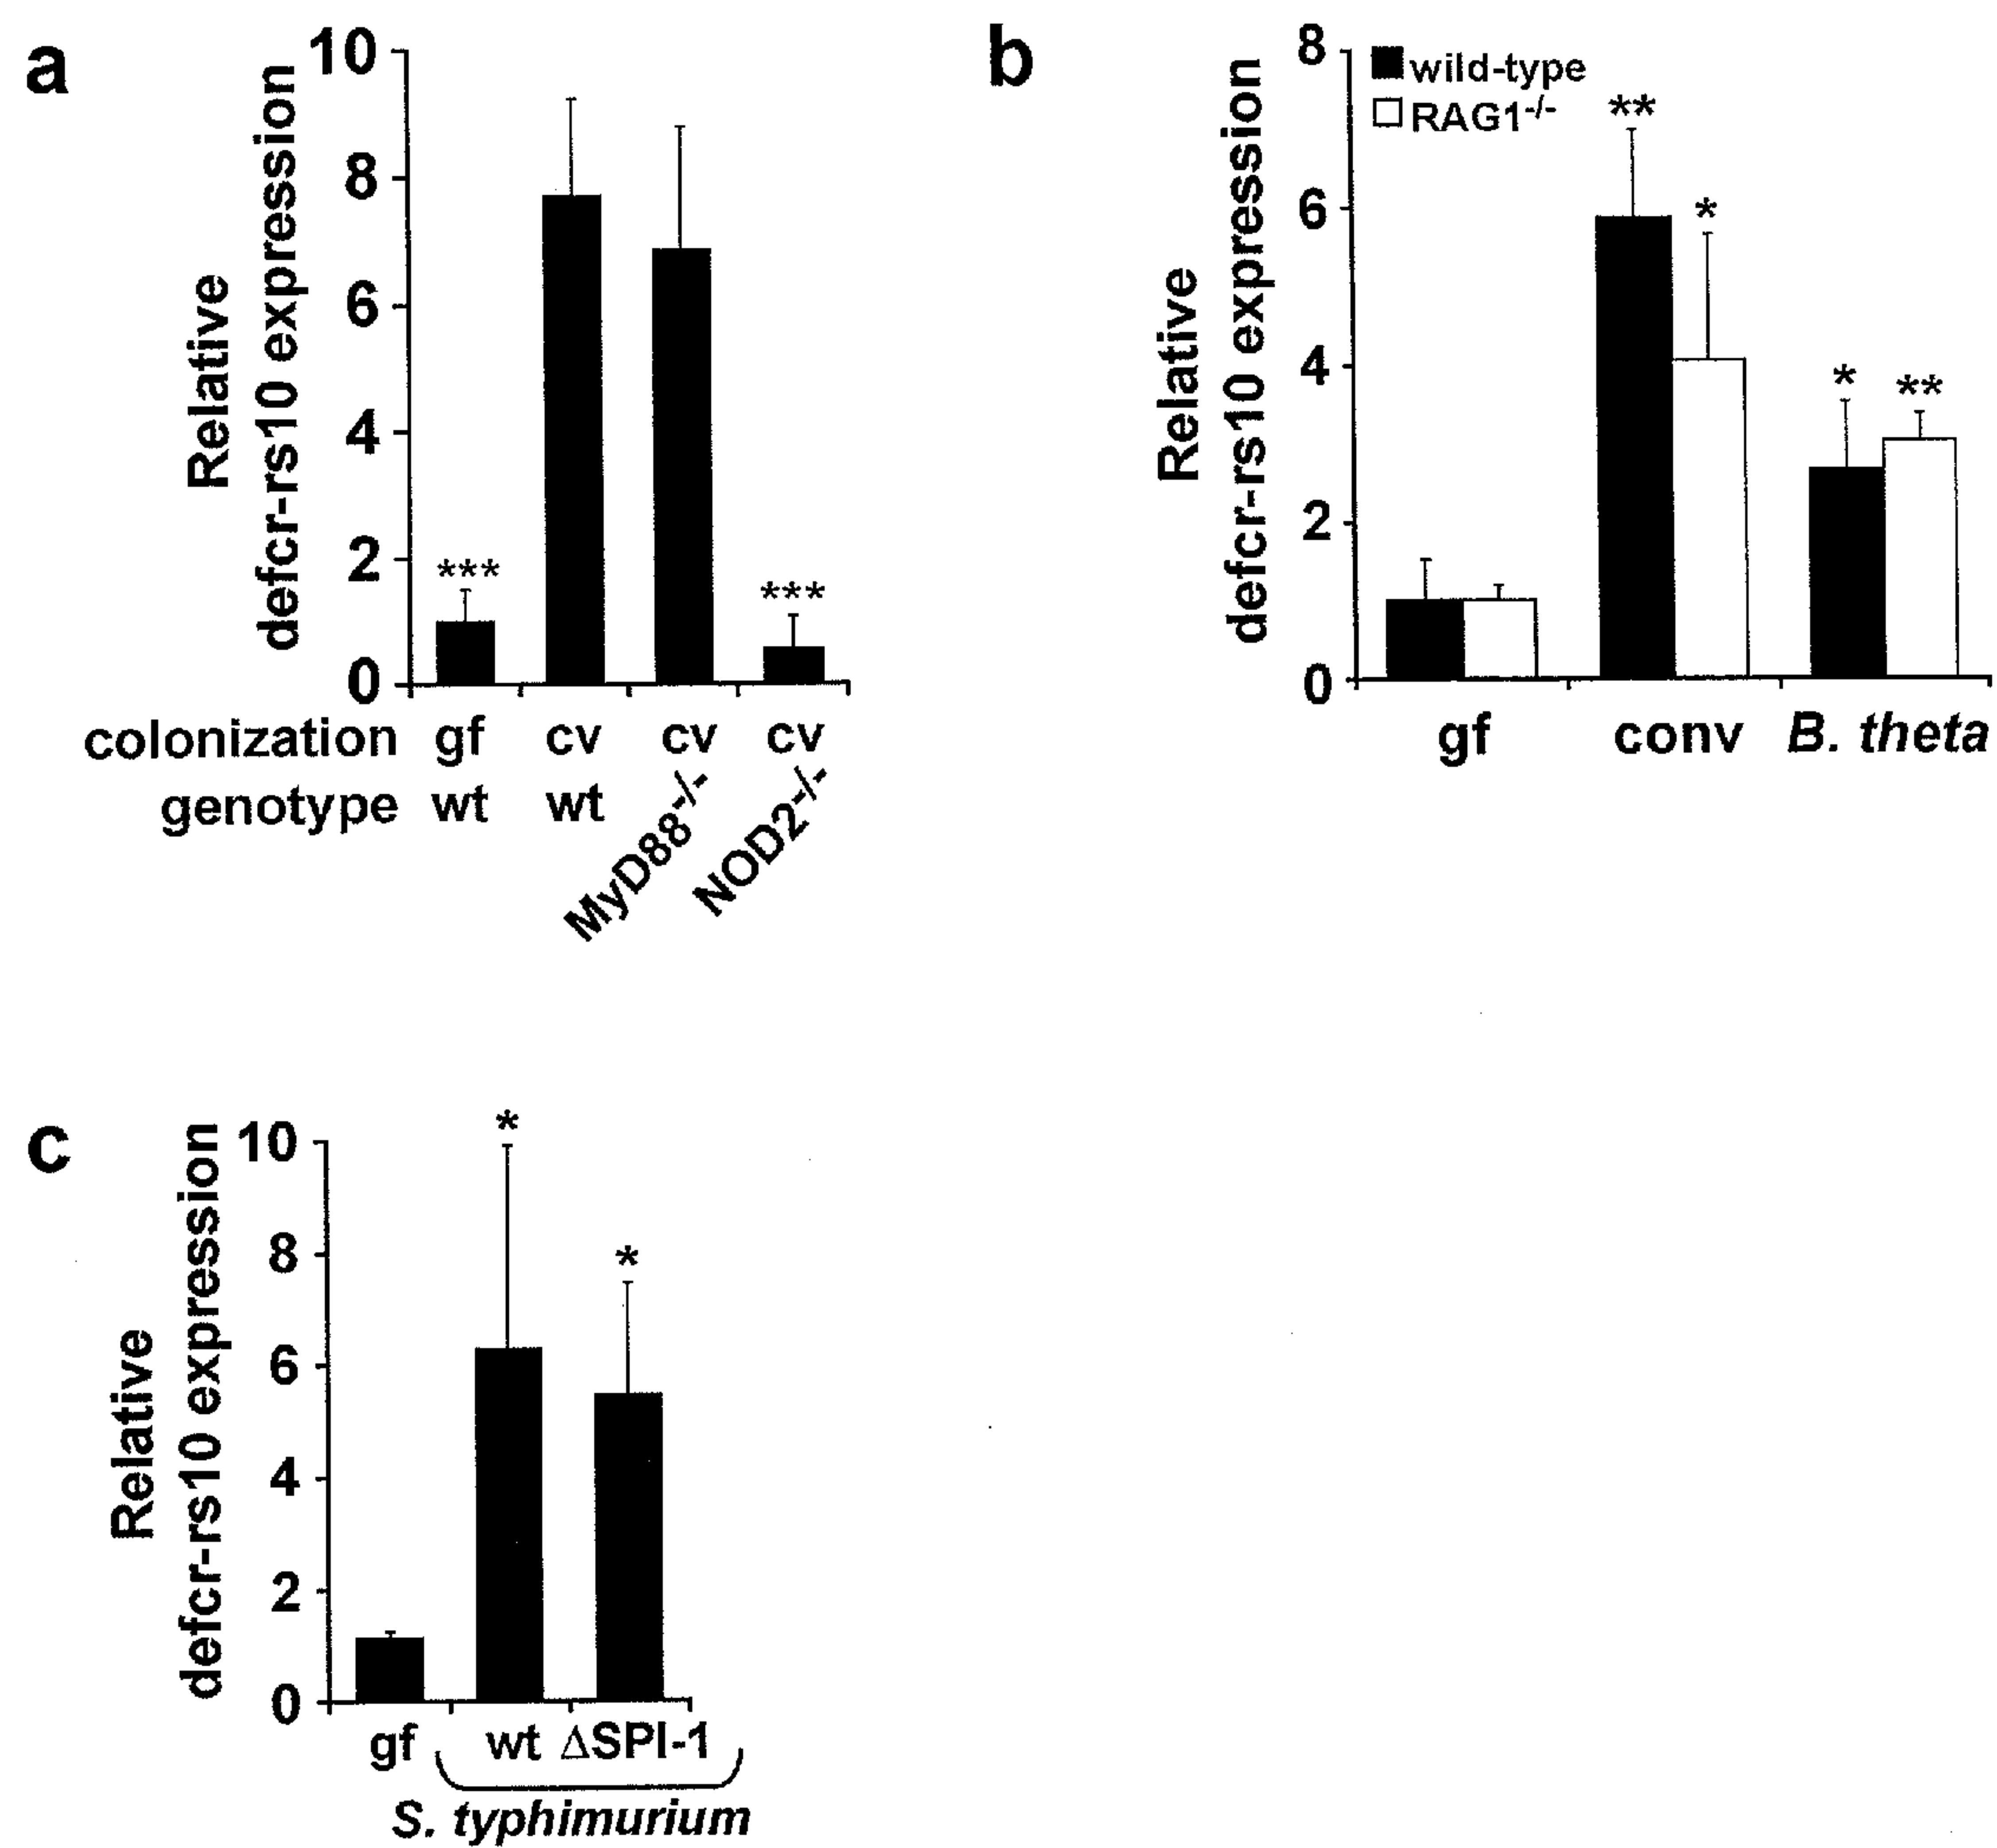 a
Relative
defcr-rs10 expression
10
8
6
4
2
0
***
***
colonization gf cv cv cv
genotype wt wt MyD88-/- NOD2-/-
b
Relative
defcr-rs10 expression
8
6
4
2
0
wild-type
RAG1-/-
**
*
*
**
gf conv B. theta
c
Relative
defcr-rs10 expression
10
8
6
4
2
0
*
*
gf wt ΔSPI-1
S. typhimurium